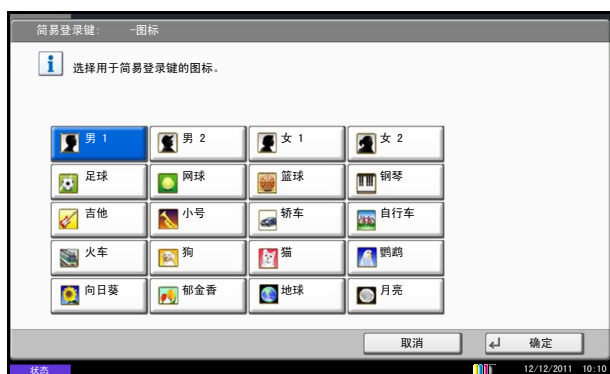 简易登录键: -图标
选择用于简易登录键的图标。
男 1 男 2 女 1 女 2
足球 网球 篮球 钢琴
吉他 小号 轿车 自行车
火车 狗 猫 鹦鹉
向日葵 郁金香 地球 月亮
取消 确定
状态 12/12/2011 10:10